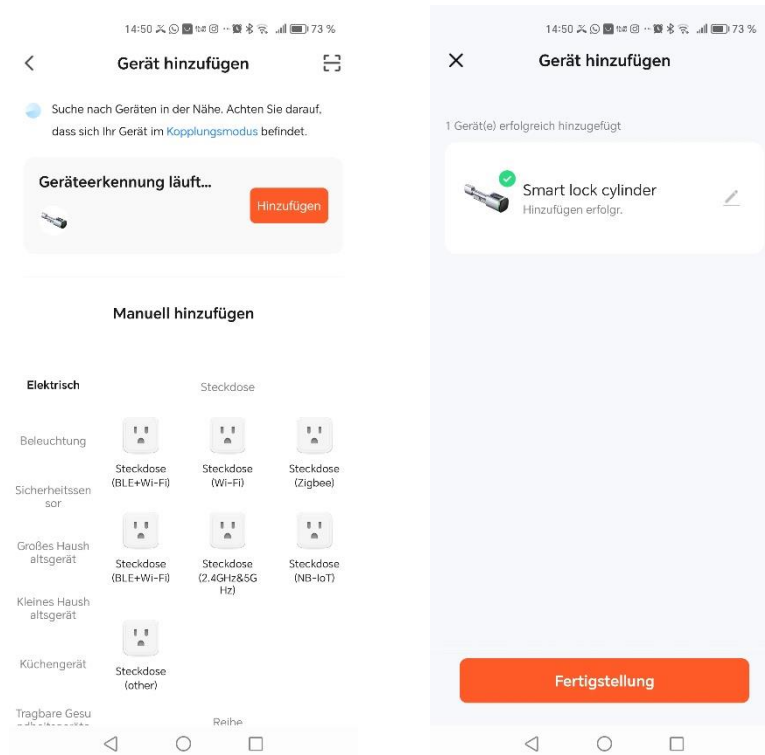 14:50
73 %
Gerät hinzufügen
Suche nach Geräten in der Nähe. Achten Sie darauf,
dass sich Ihr Gerät im Kopplungsmodus befindet.
Geräteerkennung läuft...
Hinzufügen
Manuell hinzufügen
Elektrisch
Beleuchtung
Sicherheitssen
sor
Großes Haush
altsgerät
Kleines Haush
altsgerät
Küchengerät
Tragbare Gesu
ndheitsgeräte
Steckdose
Steckdose
(BLE+Wi-Fi)
Steckdose
(Wi-Fi)
Steckdose
(Zigbee)
Steckdose
(BLE+Wi-Fi)
Steckdose
(2.4GHz&5G
Hz)
Steckdose
(NB-IoT)
Steckdose
(other)
Reihe
14:50
73 %
Gerät hinzufügen
1 Gerät(e) erfolgreich hinzugefügt
Smart lock cylinder
Hinzufügen erfolgr.
Fertigstellung